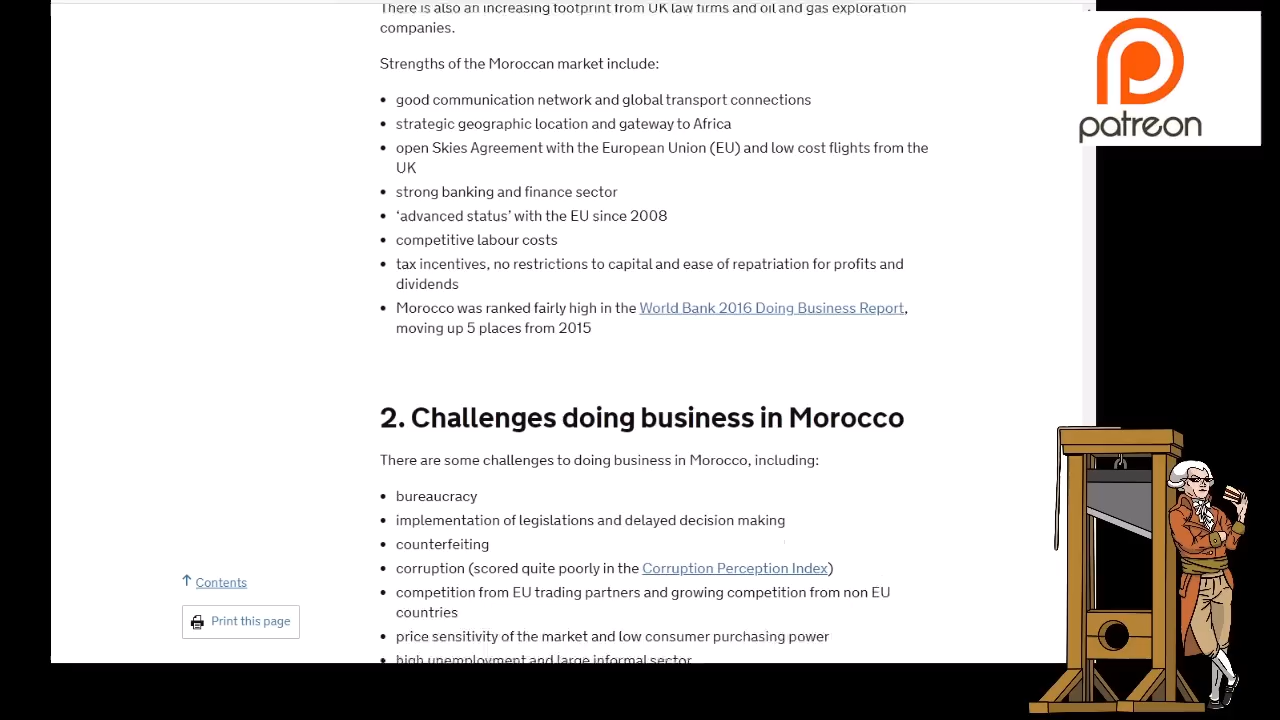 There is also an increasing footprint from UK law firms and oil and gas exploration
companies.
Strengths of the Moroccan market include:
• good communication network and global transport connections
• strategic geographic location and gateway to Africa
• open Skies Agreement with the European Union (EU) and low cost flights from the
UK
• strong banking and finance sector
• ‘advanced status’ with the EU since 2008
• competitive labour costs
• tax incentives, no restrictions to capital and ease of repatriation for profits and
dividends
• Morocco was ranked fairly high in the World Bank 2016 Doing Business Report,
moving up 5 places from 2015
2. Challenges doing business in Morocco
There are some challenges to doing business in Morocco, including:
• bureaucracy
• implementation of legislations and delayed decision making
• counterfeiting
• corruption (scored quite poorly in the Corruption Perception Index)
• competition from EU trading partners and growing competition from non EU
countries
• price sensitivity of the market and low consumer purchasing power
• high unemployment and large informal sector
↑ Contents
Print this page
patreon